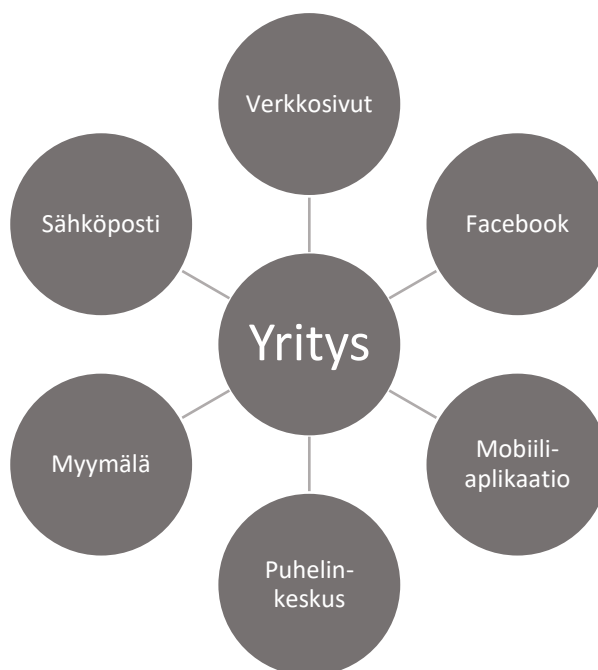 Verkkosivut
Sähköposti
Facebook
Yritys
Myymälä
Mobiili-
aplikaatio
Puhelin-
keskus